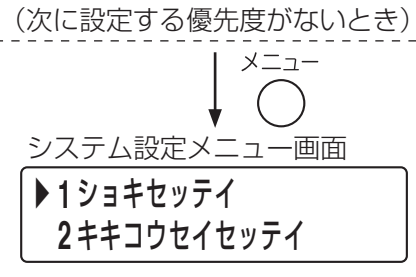 （次に設定する優先度がないとき）
メニュー
システム設定メニュー画面
▶1ショキセッテイ
2キキコウセイセッテイ